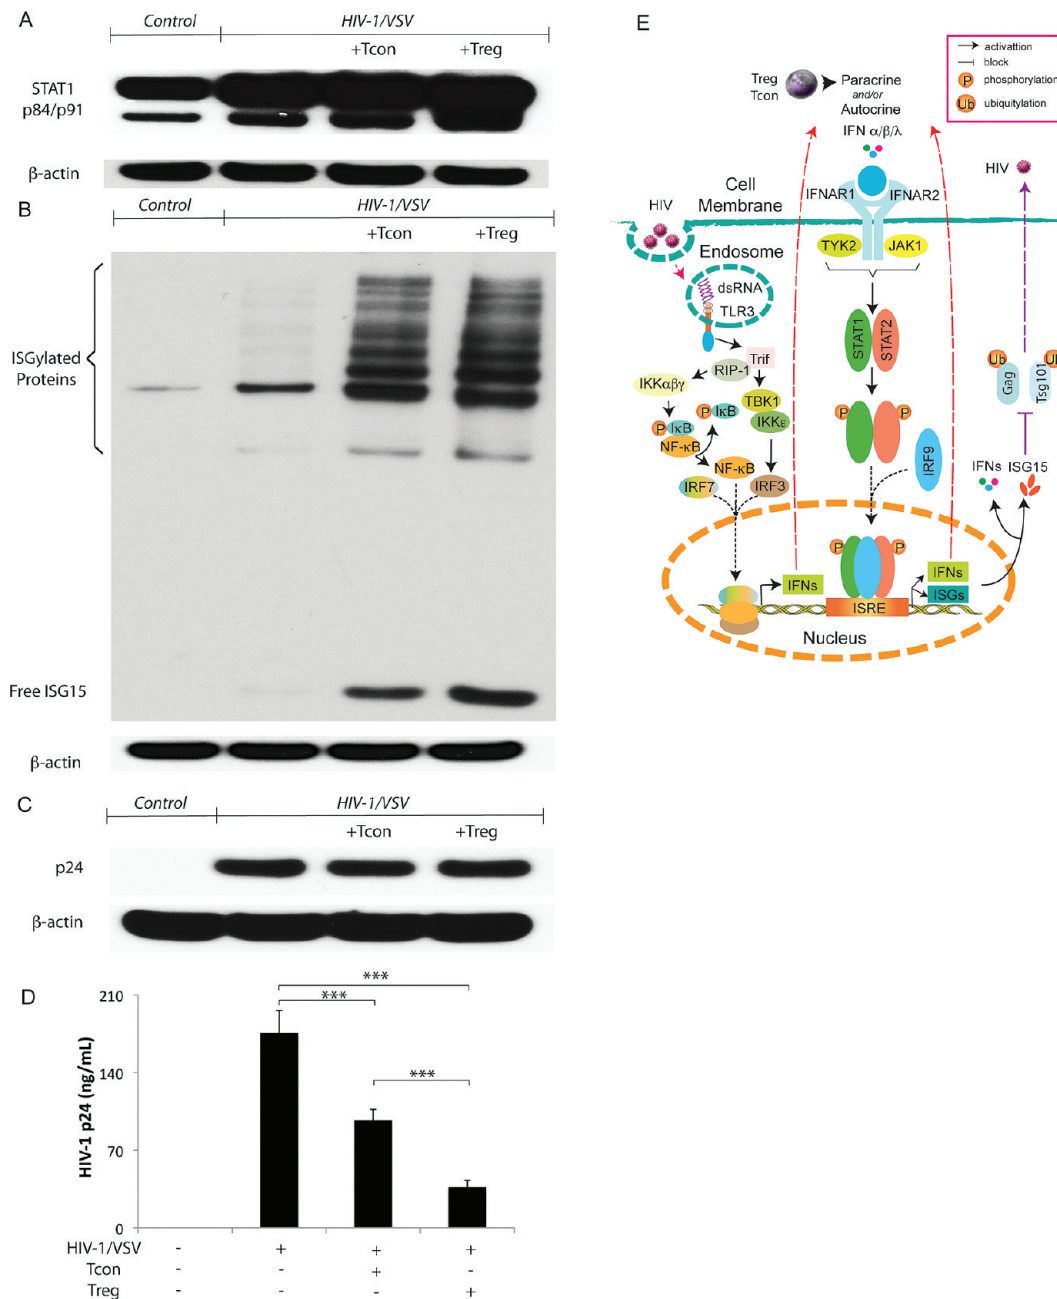 A
Control
HIV-1/VSV
+Tcon
+Treg
STAT1
p84/p91
β-actin
B
Control
HIV-1/VSV
+Tcon
+Treg
ISGylated
Proteins
Free ISG15
β-actin
C
Control
HIV-1/VSV
+Tcon
+Treg
p24
β-actin
D
***
***
***
210
140
70
0
HIV-1 p24 (ng/mL)
HIV-1/VSV - + + +
Tcon - - + -
Treg - - - +
E
activattion
block
P phosphorylation
Ub ubiquitylation
Treg
Tcon
Paracrine
and/or
Autocrine
IFN α/β/λ
IFNAR1
IFNAR2
Cell
Membrane
HIV
HIV
TYK2
JAK1
Endosome
dsRNA
TLR3
STAT1
STAT2
RIP-1
Trif
IKKαβγ
TBK1
IKKε
P
IκB
P
IκB
NF-κB
NF-κB
IRF7
IRF3
P
P
IRF9
Ub
Ub
Gag
Tsg101
IFNs
ISG15
P
P
IFNs
IFNs
ISGs
ISRE
Nucleus